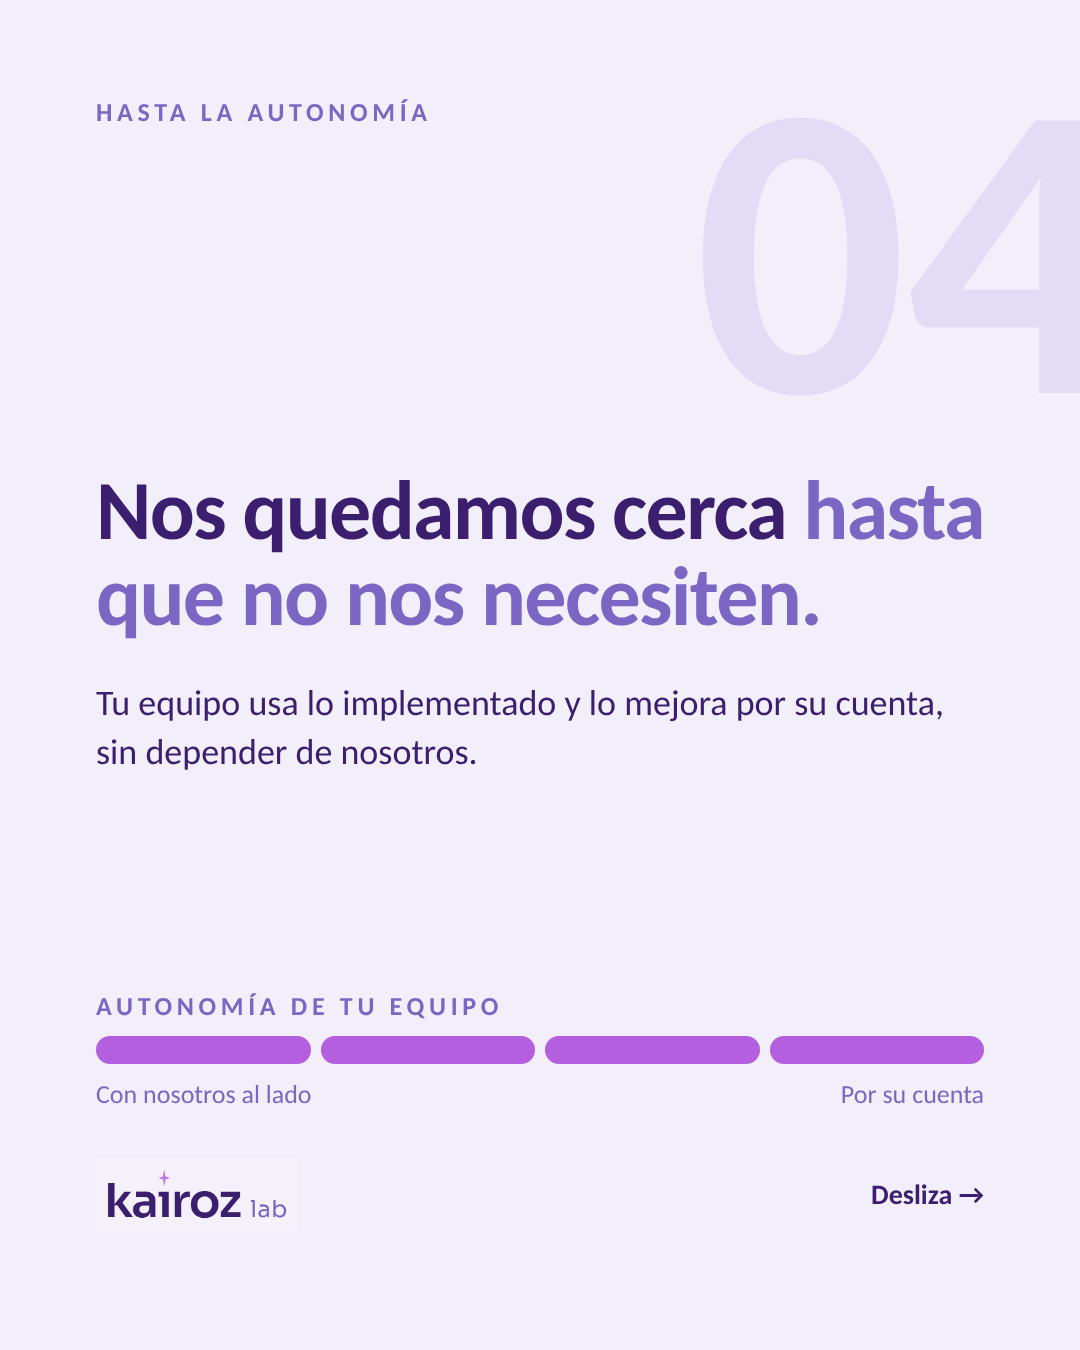 HASTA LA AUTONOMÍA
04
Nos quedamos cerca hasta
que no nos necesiten.
Tu equipo usa lo implementado y lo mejora por su cuenta,
sin depender de nosotros.
AUTONOMÍA DE TU EQUIPO
Con nosotros al lado
Por su cuenta
kairoz lab
Desliza →